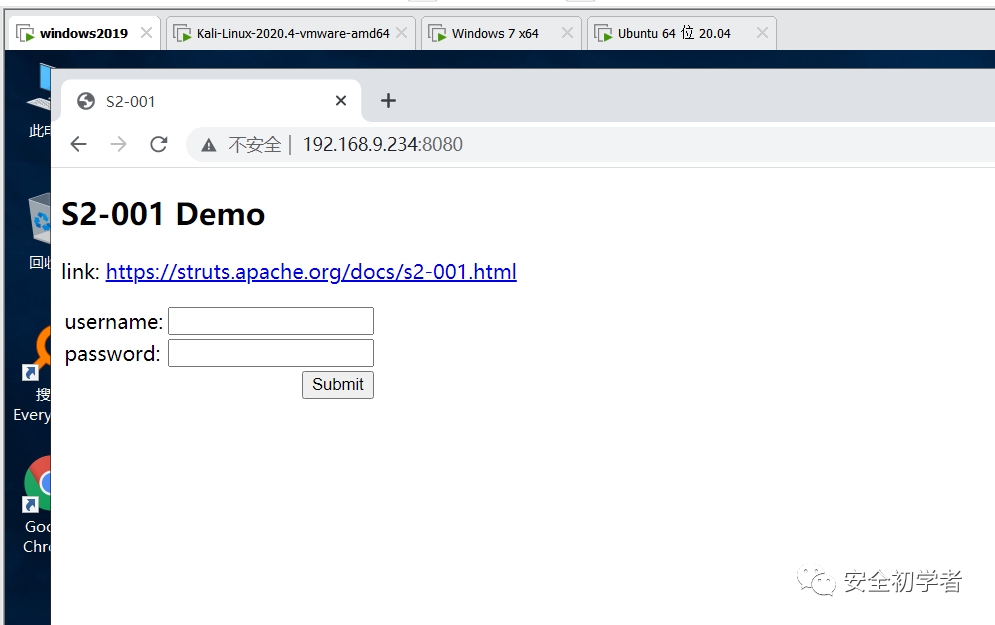 windows2019 Kali-Linux-2020.4-vmware-amd64 Windows 7 x64 Ubuntu 64 位 20.04
S2-001
不安全 192.168.9.234:8080
S2-001 Demo
link: https://struts.apache.org/docs/s2-001.html
username:
password:
Submit
此
回
搜
Every
Goo
Chr
安全初学者